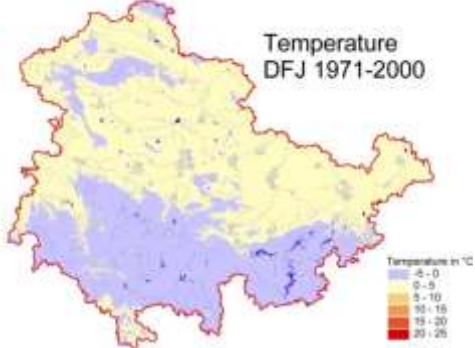 Temperature
DFJ 1971-2000
Temperature in °C
-5 - 0
0 - 5
5 - 10
10 - 15
15 - 20
20 - 25